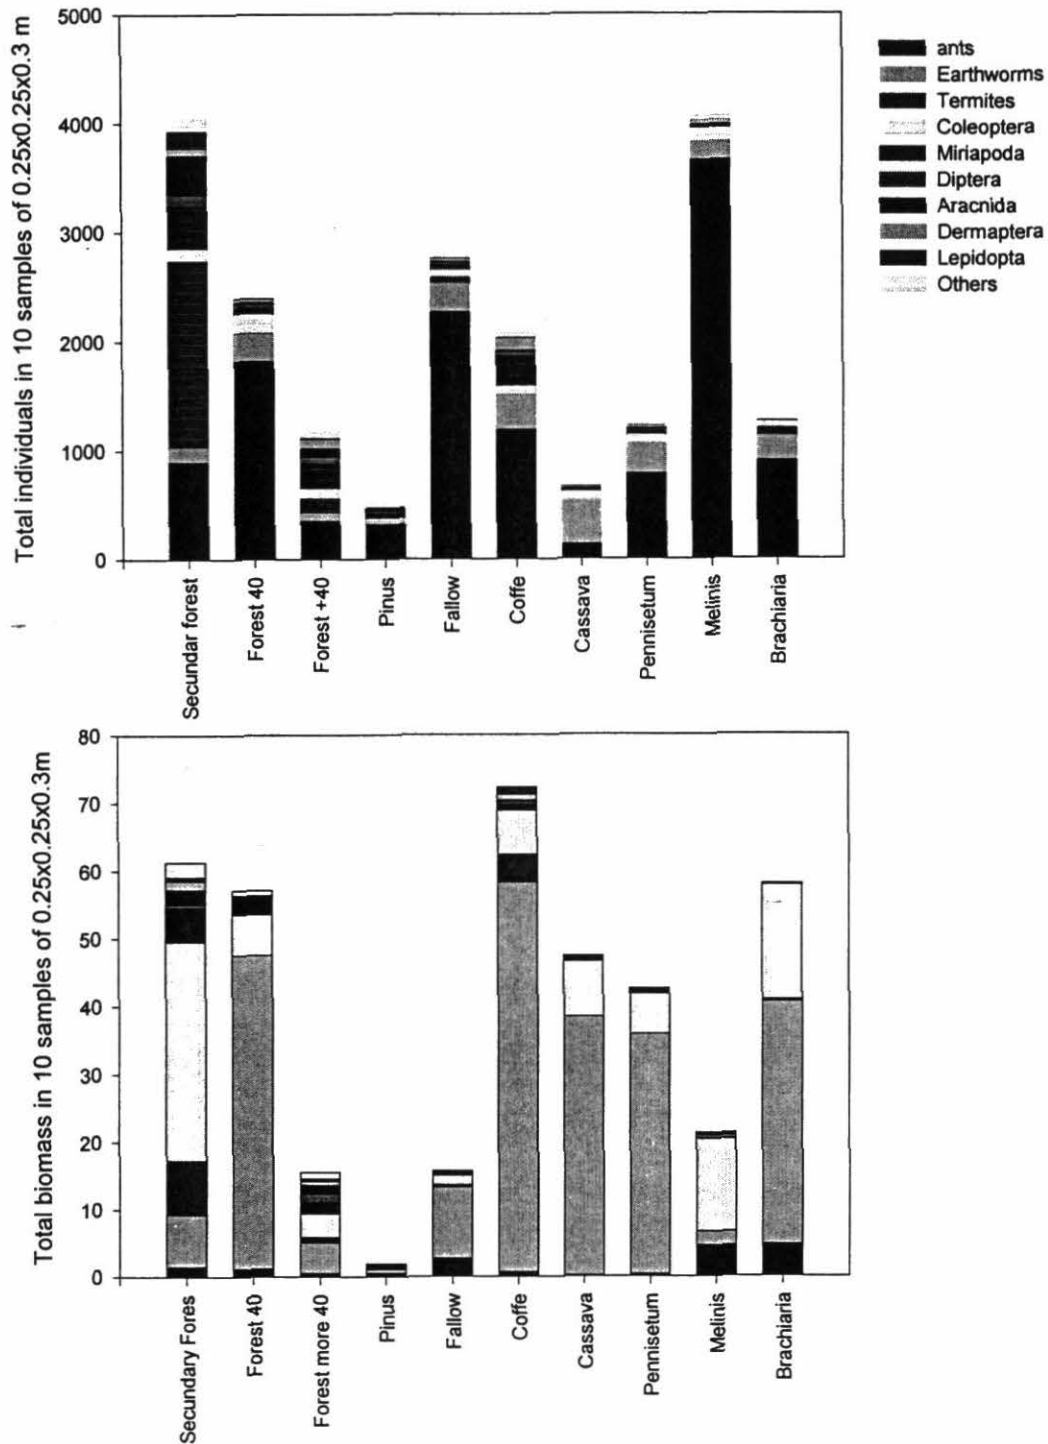 Total individuals in 10 samples of 0.25x0.25x0.3 m
5000
4000
3000
2000
1000
0
Secundar forest
Forest 40
Forest +40
Pinus
Fallow
Coffe
Cassava
Pennisetum
Melinis
Brachiaria
ants
Earthworms
Termites
Coleoptera
Miriapoda
Diptera
Aracnida
Dermaptera
Lepidopta
Others
Total biomass in 10 samples of 0.25x0.25x0.3m
80
70
60
50
40
30
20
10
0
Secundary Fores
Forest 40
Forest more 40
Pinus
Fallow
Coffe
Cassava
Pennisetum
Melinis
Brachiaria